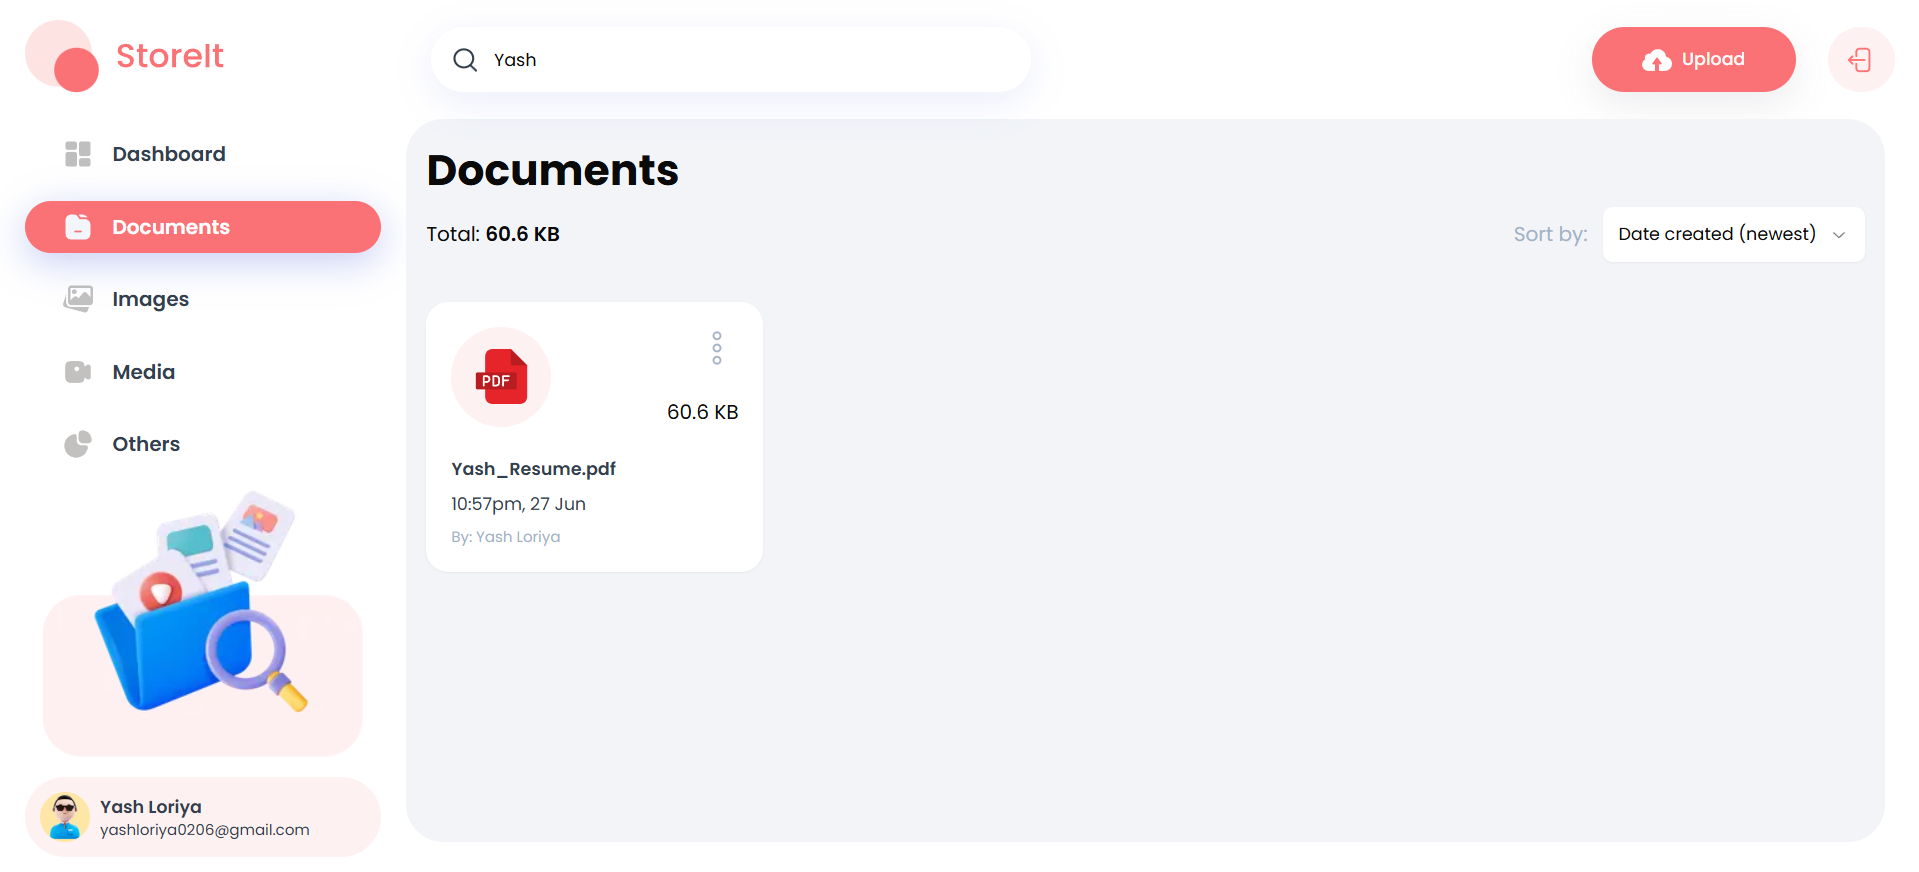 StoreIt
Yash
Upload
Dashboard
Documents
Images
Media
Others
Yash Loriya
yashloriya0206@gmail.com
Documents
Total: 60.6 KB
Sort by:
Date created (newest)
PDF
60.6 KB
Yash_Resume.pdf
10:57pm, 27 Jun
By: Yash Loriya